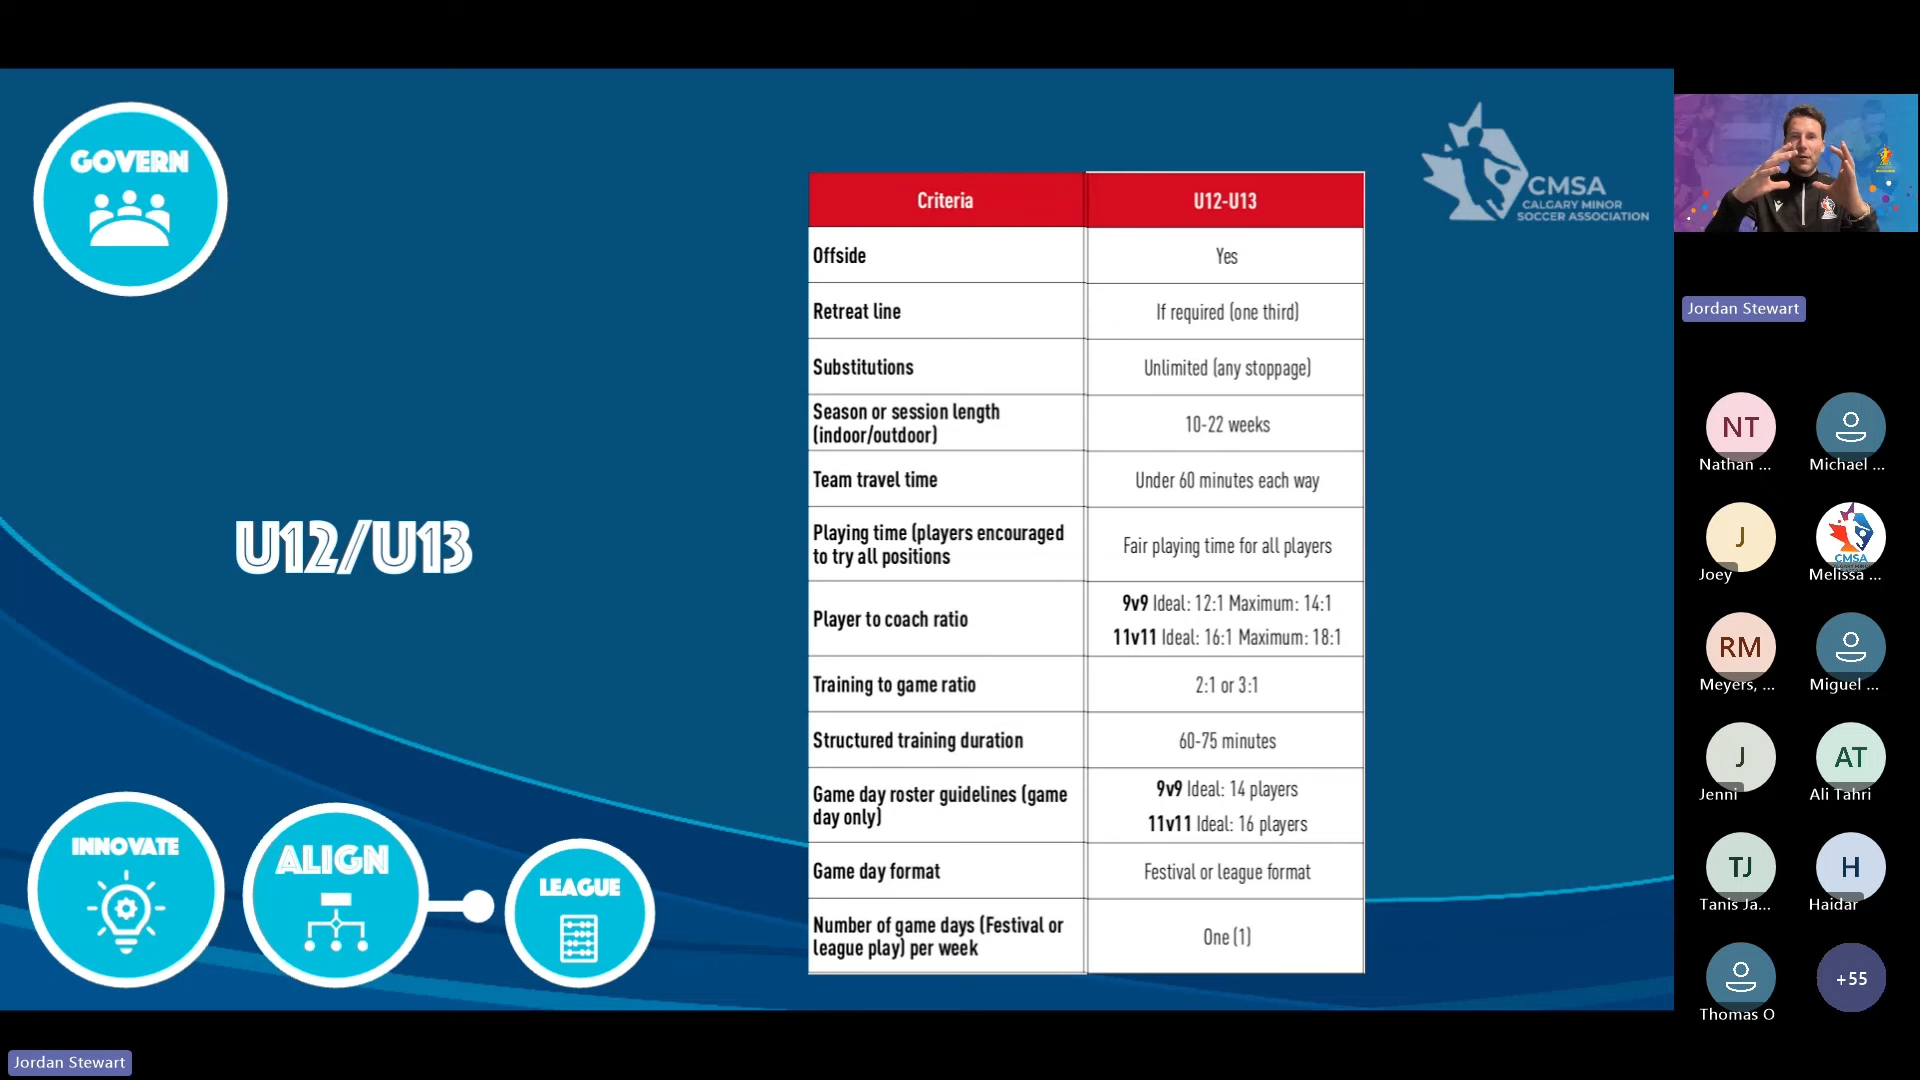 GOVERN
CMSA
CALGARY MINOR
SOCCER ASSOCIATION
U12/U13
Criteria
U12-U13
Offside
Yes
Retreat line
If required (one third)
Substitutions
Unlimited (any stoppage)
Season or session length
(indoor/outdoor)
10-22 weeks
Team travel time
Under 60 minutes each way
Playing time (players encouraged
to try all positions
Fair playing time for all players
Player to coach ratio
9v9 Ideal: 12:1 Maximum: 14:1
11v11 Ideal: 16:1 Maximum: 18:1
Training to game ratio
2:1 or 3:1
Structured training duration
60-75 minutes
Game day roster guidelines (game
day only)
9v9 Ideal: 14 players
11v11 Ideal: 16 players
Game day format
Festival or league format
Number of game days (Festival or
league play) per week
One (1)
INNOVATE
ALIGN
LEAGUE
Jordan Stewart
Jordan Stewart
NT
Nathan ...
Michael ...
J
Joey
CMSA
Melissa ...
RM
Meyers, ...
Miguel ...
J
Jenni
AT
Ali Tahri
TJ
Tanis Ja...
H
Haidar
Thomas O
+55